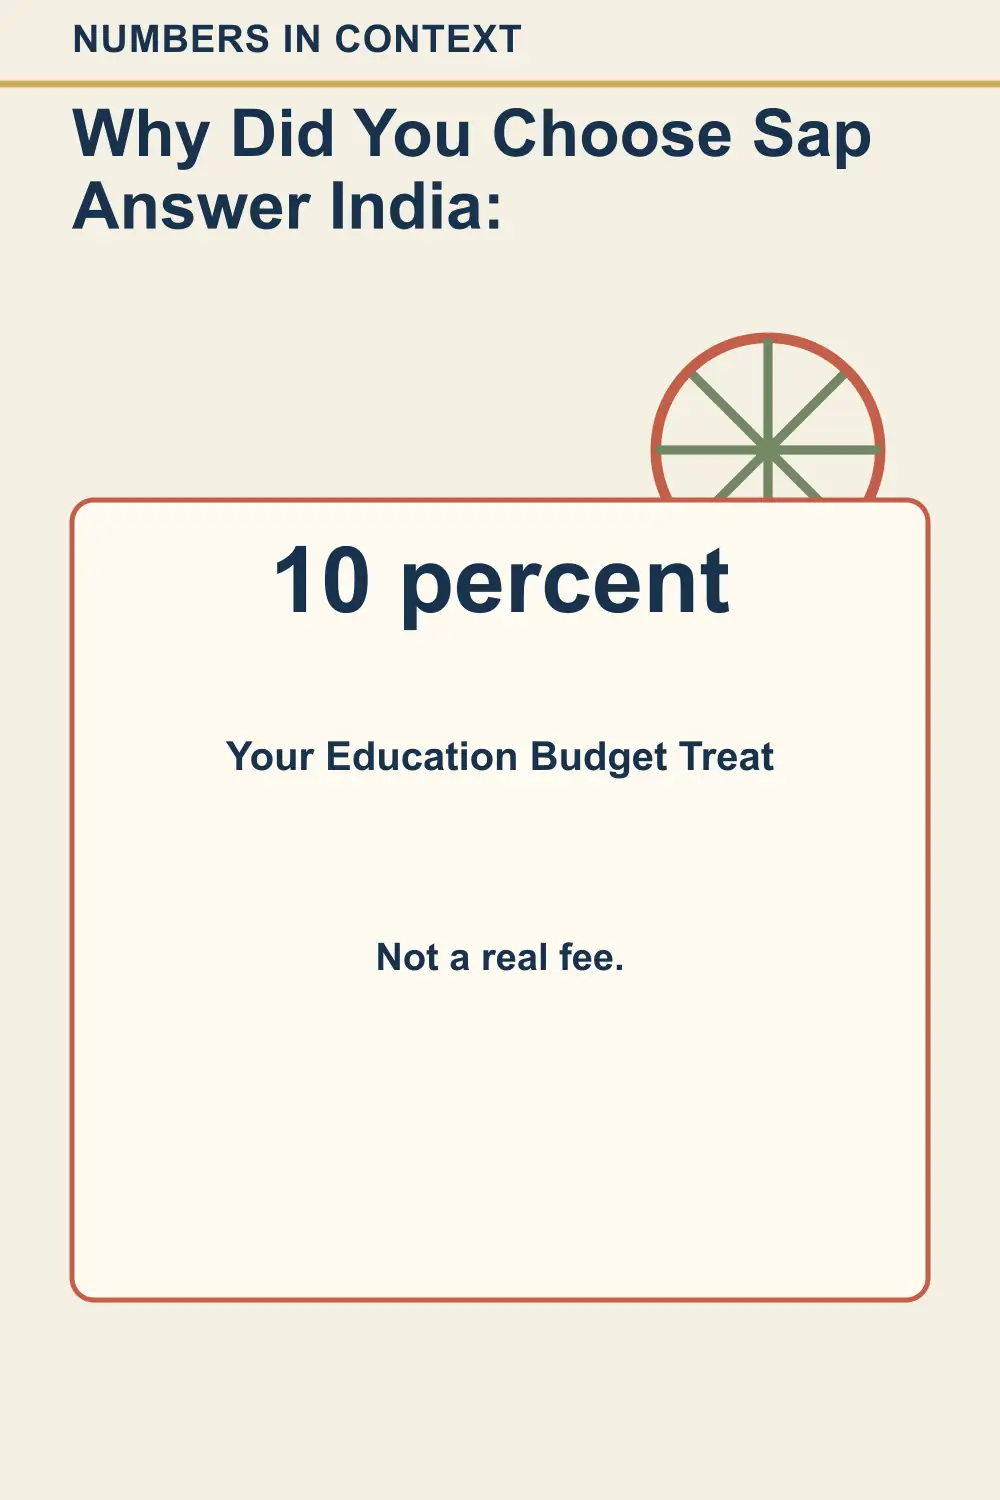 NUMBERS IN CONTEXT
Why Did You Choose Sap
Answer India:
10 percent
Your Education Budget Treat
Not a real fee.